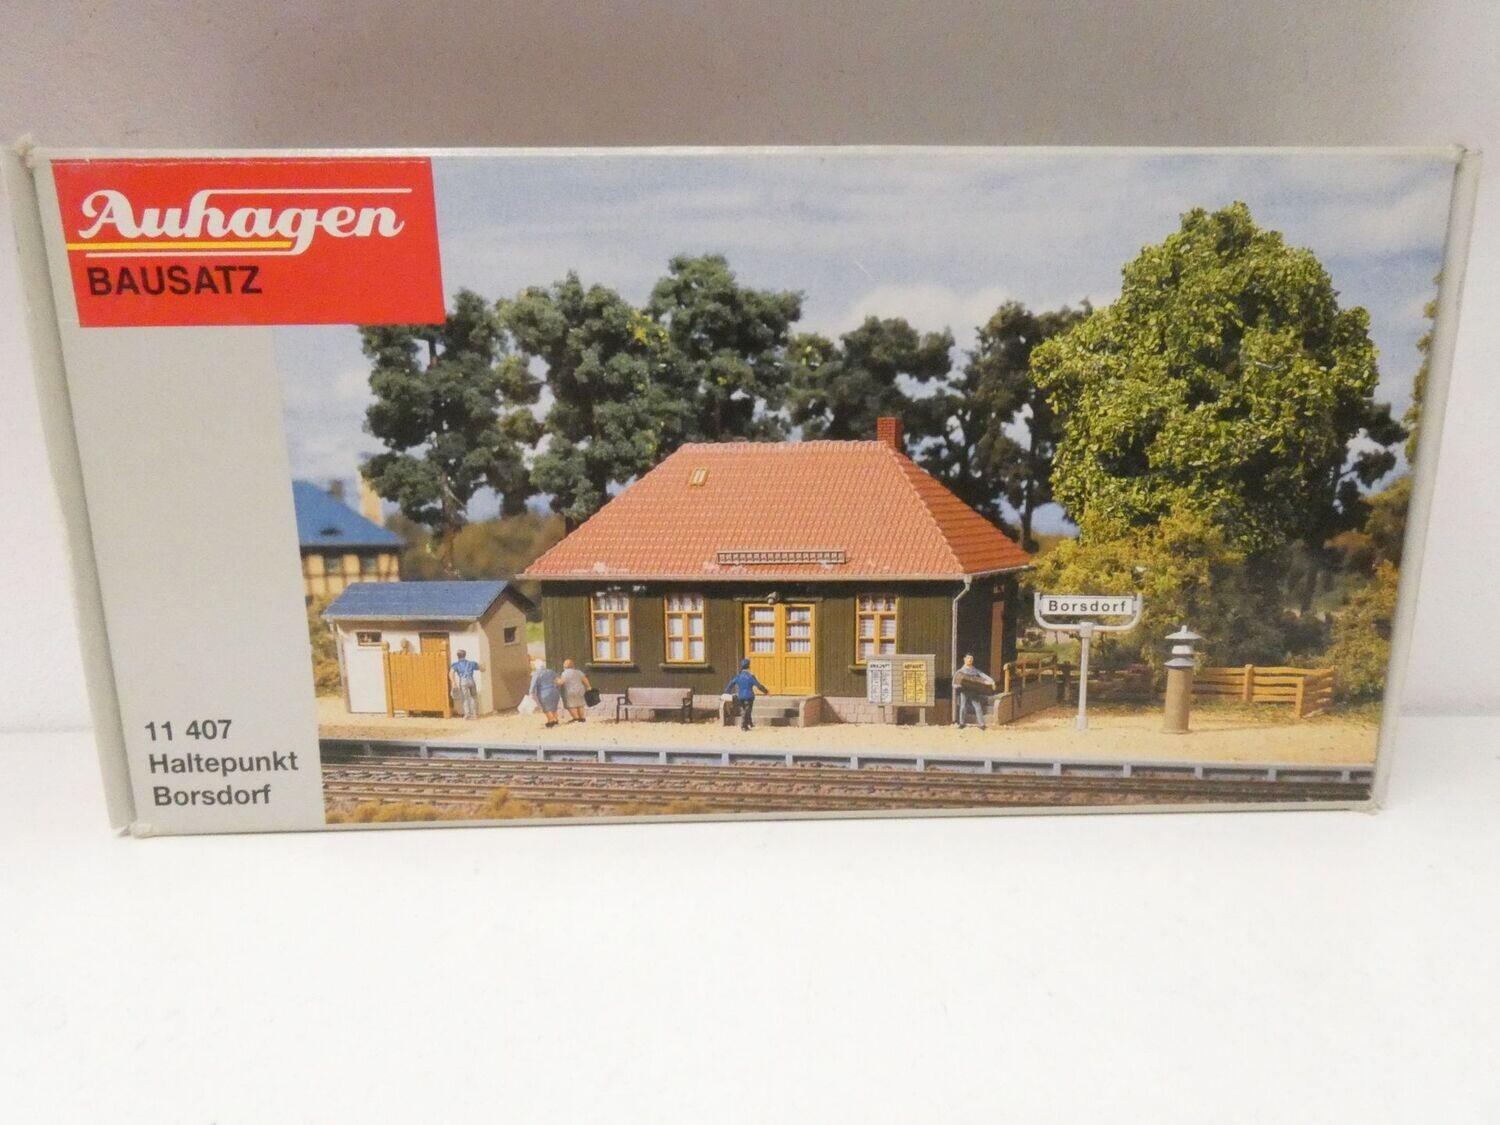 Auhagen
BAUSATZ
Borsdorf
11 407
Haltepunkt
Borsdorf